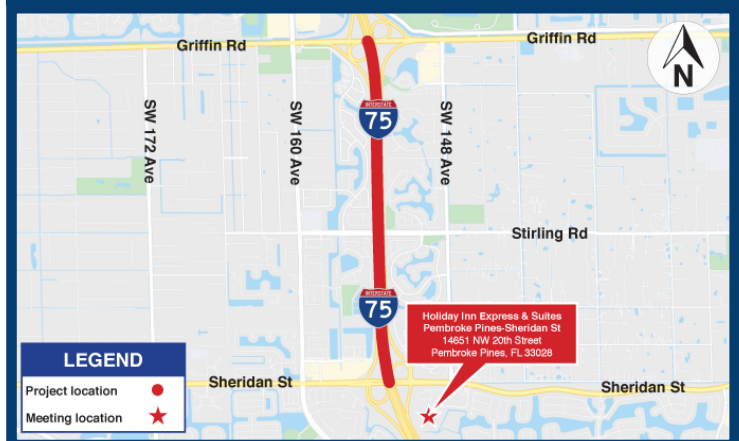 Griffin Rd
Griffin Rd
N
INTERSTATE
75
SW 172 Ave
SW 160 Ave
SW 148 Ave
Stirling Rd
INTERSTATE
75
Holiday Inn Express & Suites
Pembroke Pines-Sheridan St
14651 NW 20th Street
Pembroke Pines, FL 33028
LEGEND
Project location
Meeting location
Sheridan St
Sheridan St